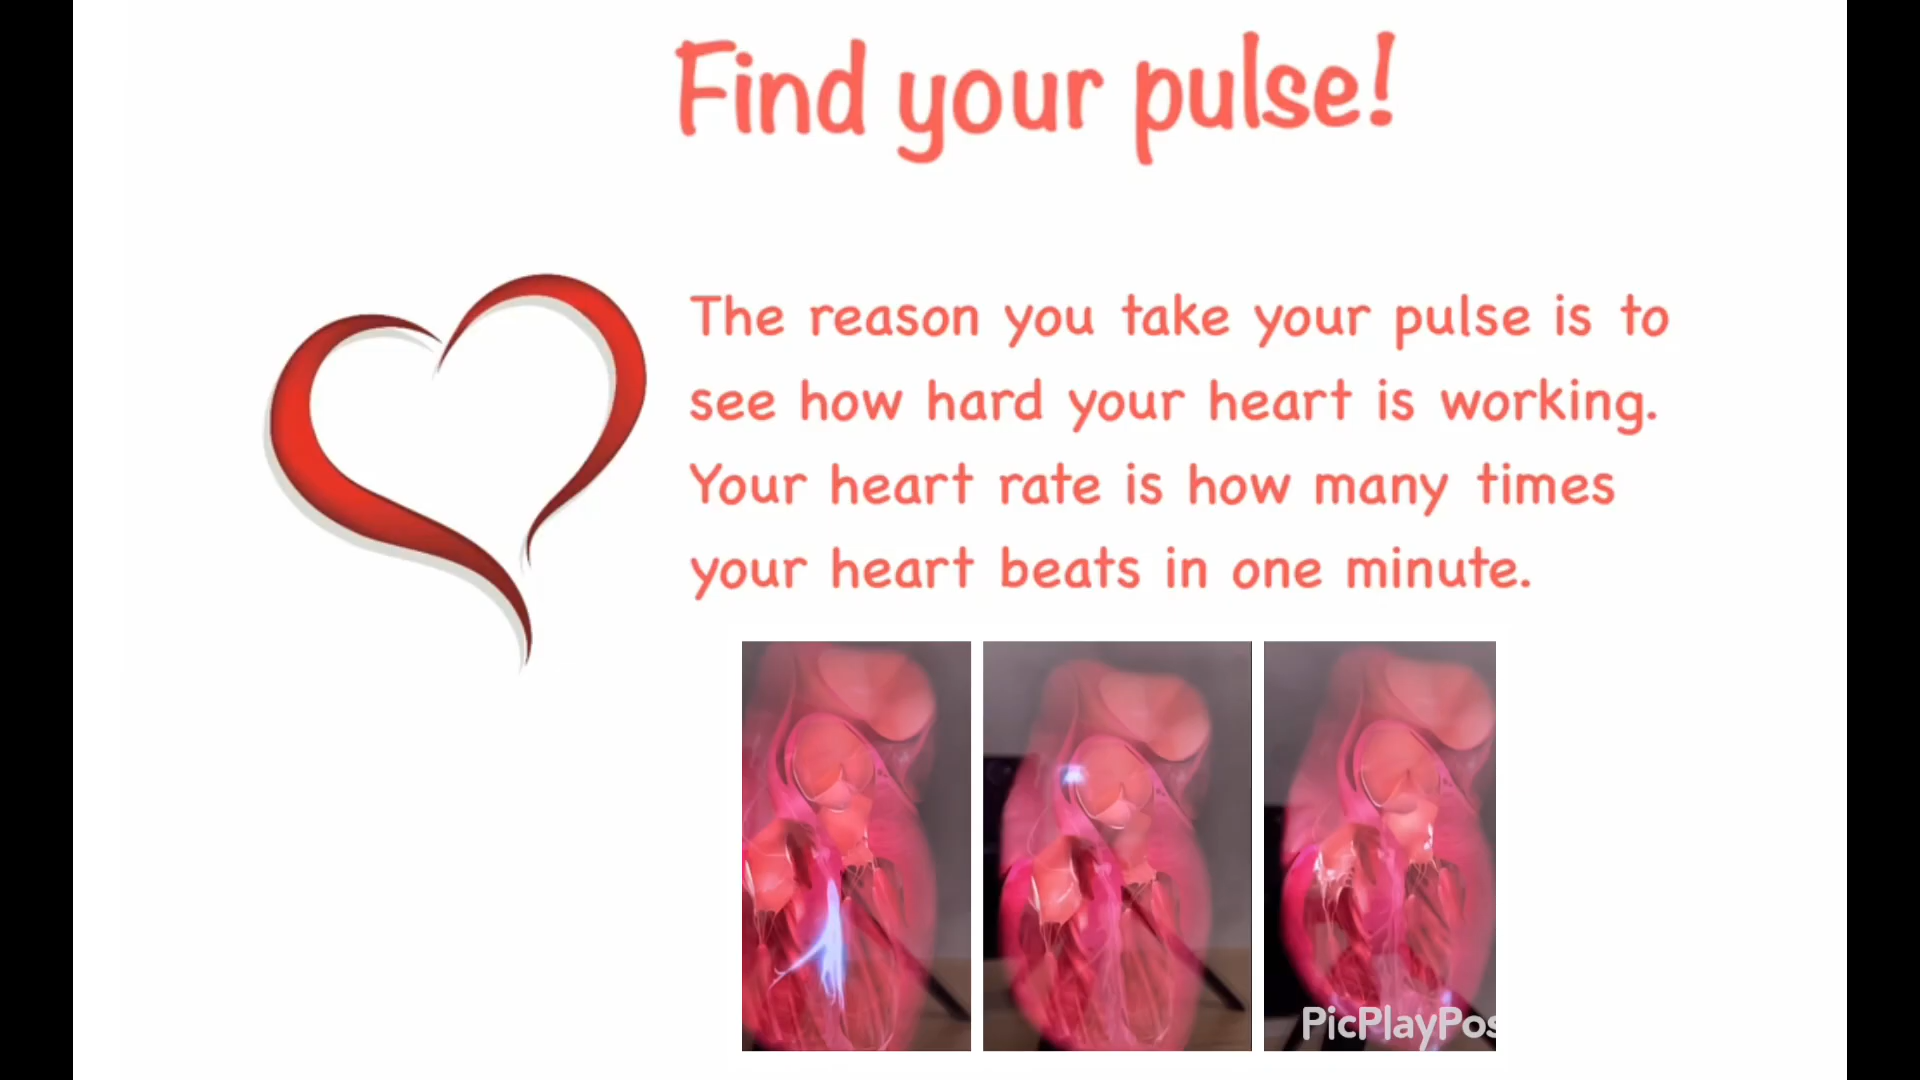 Find your pulse!
The reason you take your pulse is to
see how hard your heart is working.
Your heart rate is how many times
your heart beats in one minute.
PicPlayPos